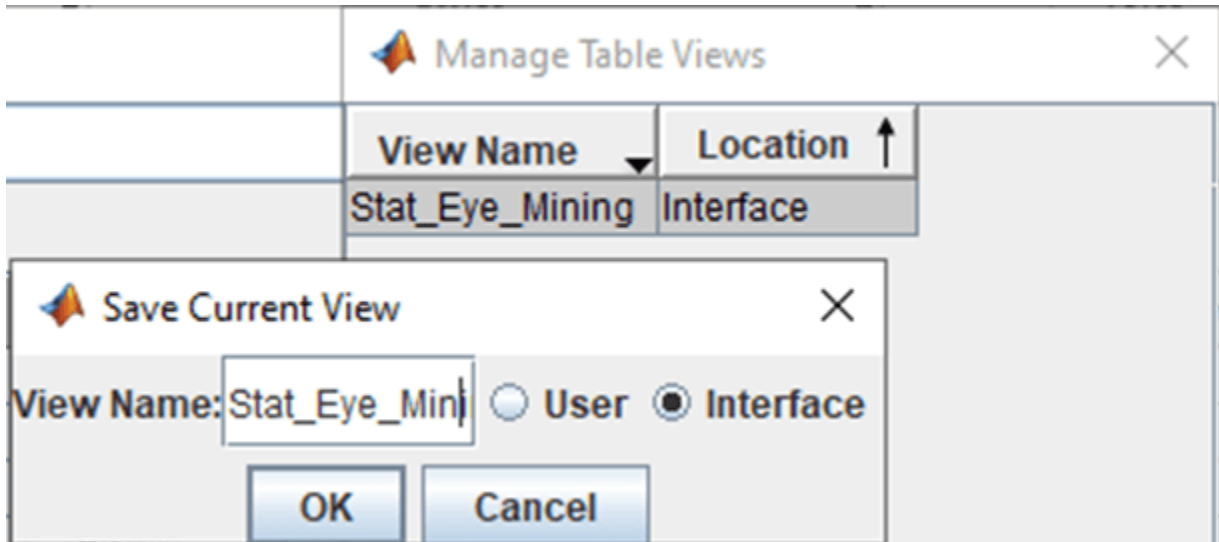 Manage Table Views
View Name Location
Stat_Eye_Mining Interface
Save Current View
View Name: Stat_Eye_Mini User Interface
OK Cancel